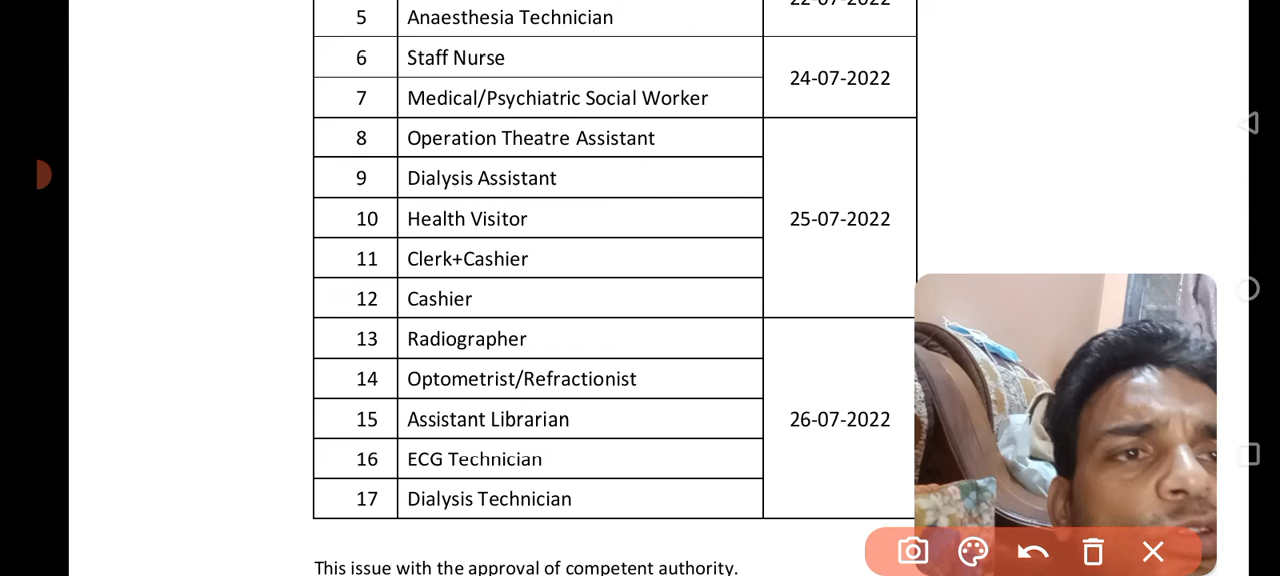 22-07-2022
5 Anaesthesia Technician
6 Staff Nurse
24-07-2022
7 Medical/Psychiatric Social Worker
8 Operation Theatre Assistant
9 Dialysis Assistant
10 Health Visitor
25-07-2022
11 Clerk+Cashier
12 Cashier
13 Radiographer
14 Optometrist/Refractionist
15 Assistant Librarian
26-07-2022
16 ECG Technician
17 Dialysis Technician
This issue with the approval of competent authority.